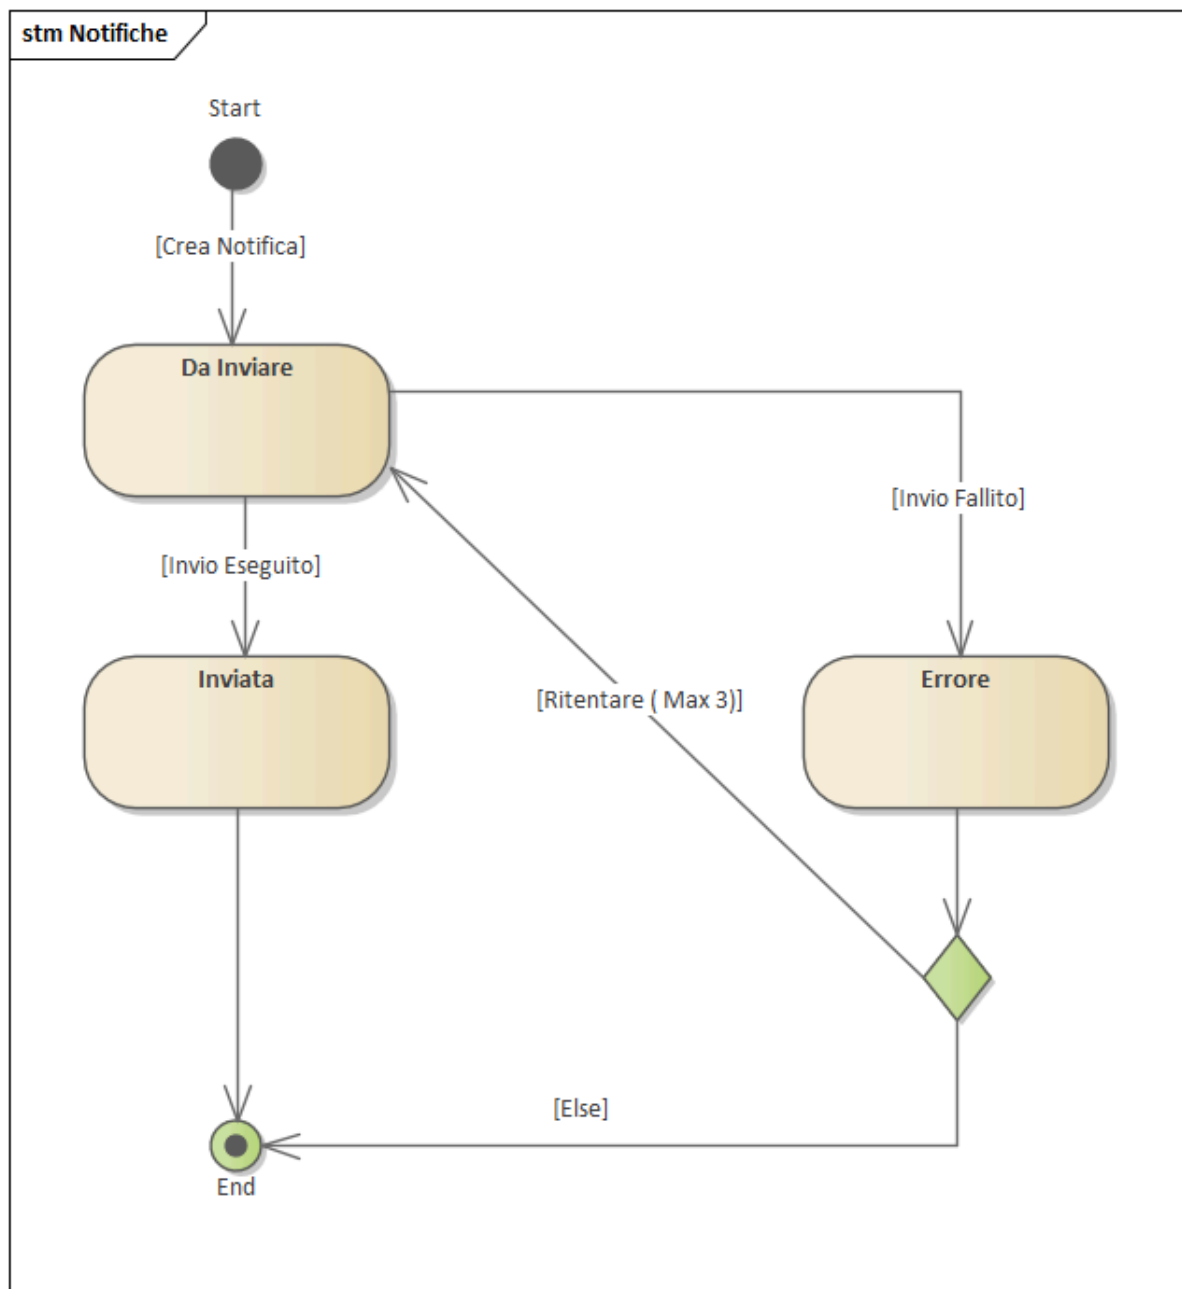 stm Notifiche
Start
[Crea Notifica]
Da Inviare
[Invio Fallito]
[Invio Eseguito]
Inviata
[Ritentare ( Max 3)]
Errore
[Else]
End